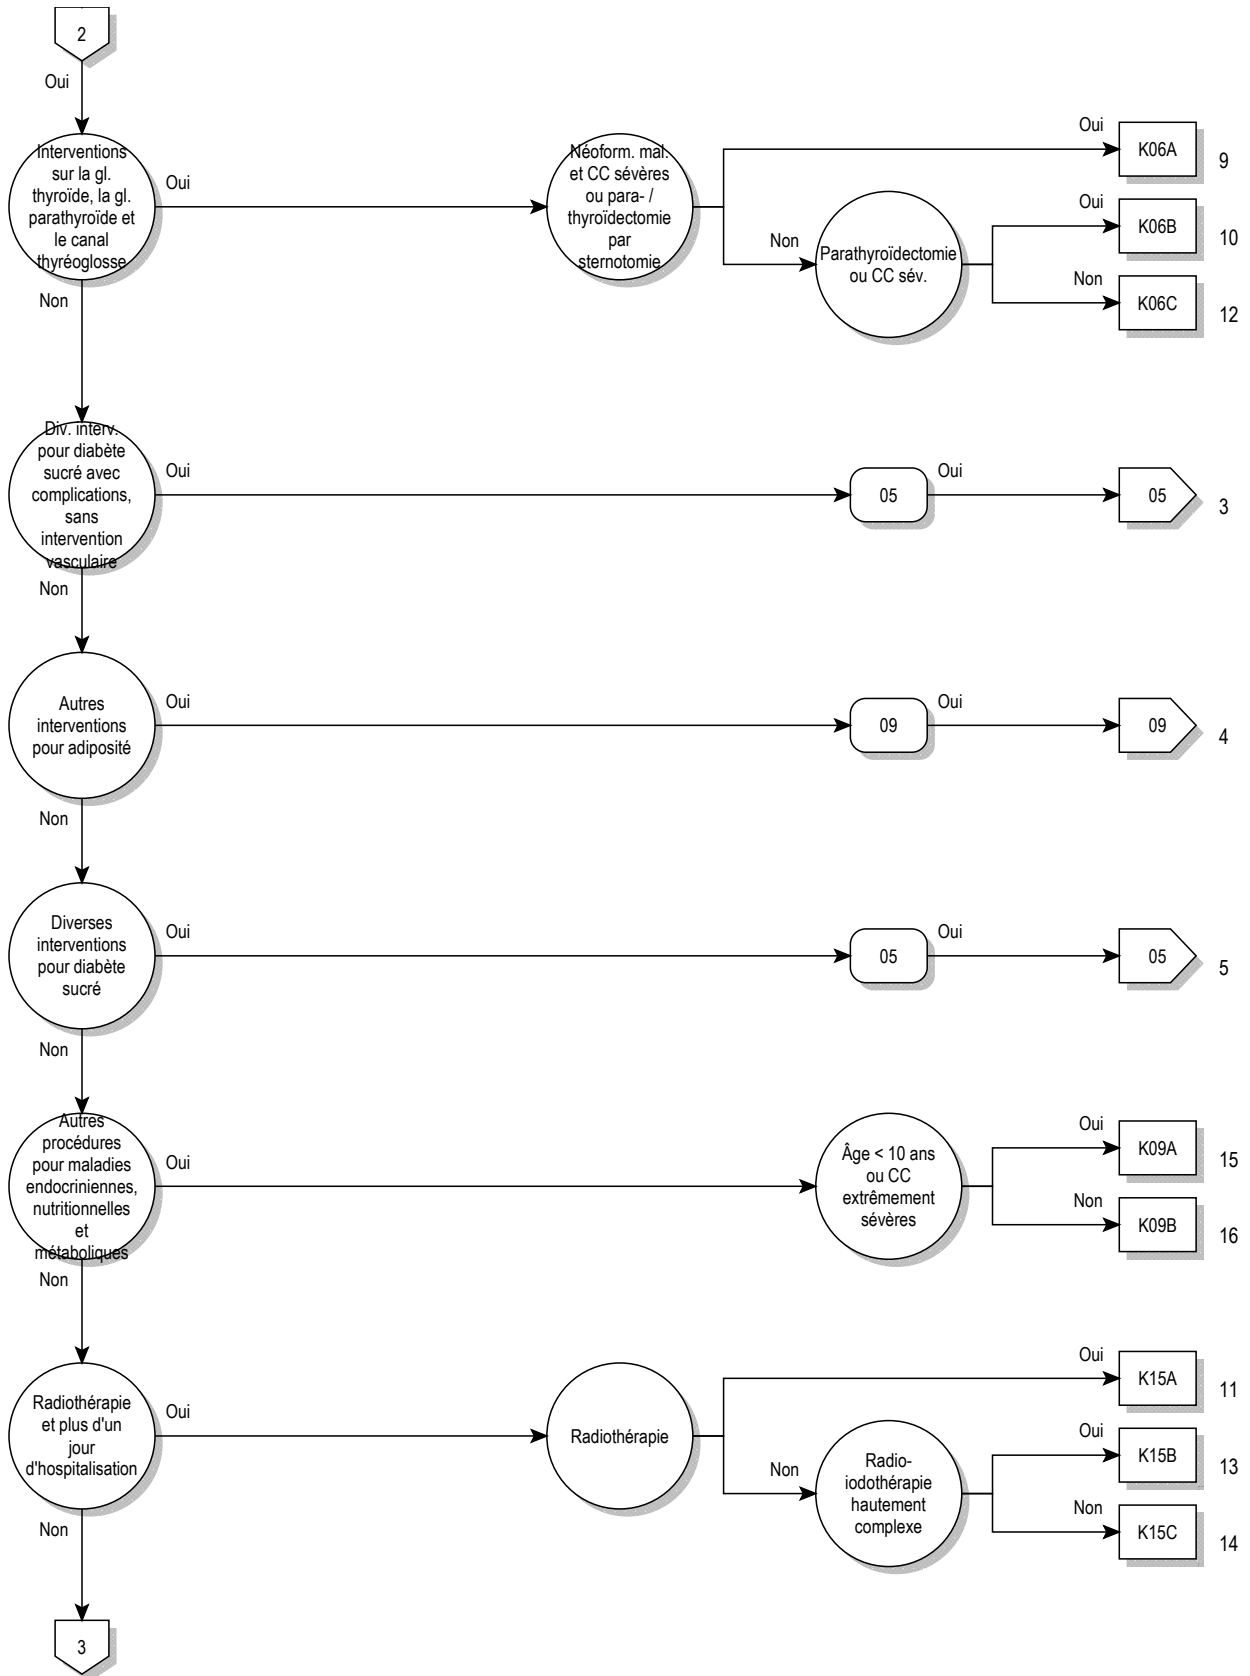 2
Oui
Interventions
sur la gl.
thyroïde, la gl.
parathyroïde et
le canal
thyréoglosse
Oui
Néoform. mal.
et CC sévères
ou para- /
thyroïdectomie
par
sternotomie
Oui
K06A
9
Non
Parathyroïdectomie
ou CC sév.
Oui
K06B
10
Non
K06C
12
Non
Div. interv.
pour diabète
sucré avec
complications,
sans
intervention
vasculaire
Oui
05
Oui
05
3
Non
Autres
interventions
pour adiposité
Oui
09
Oui
09
4
Non
Diverses
interventions
pour diabète
sucré
Oui
05
Oui
05
5
Non
Autres
procédures
pour maladies
endocriniennes,
nutritionnelles
et
métaboliques
Oui
Âge < 10 ans
ou CC
extrêmement
sévères
Oui
K09A
15
Non
K09B
16
Non
Radiothérapie
et plus d'un
jour
d'hospitalisation
Oui
Radiothérapie
Oui
K15A
11
Non
Radio-
iodothérapie
hautement
complexe
Oui
K15B
13
Non
K15C
14
Non
3